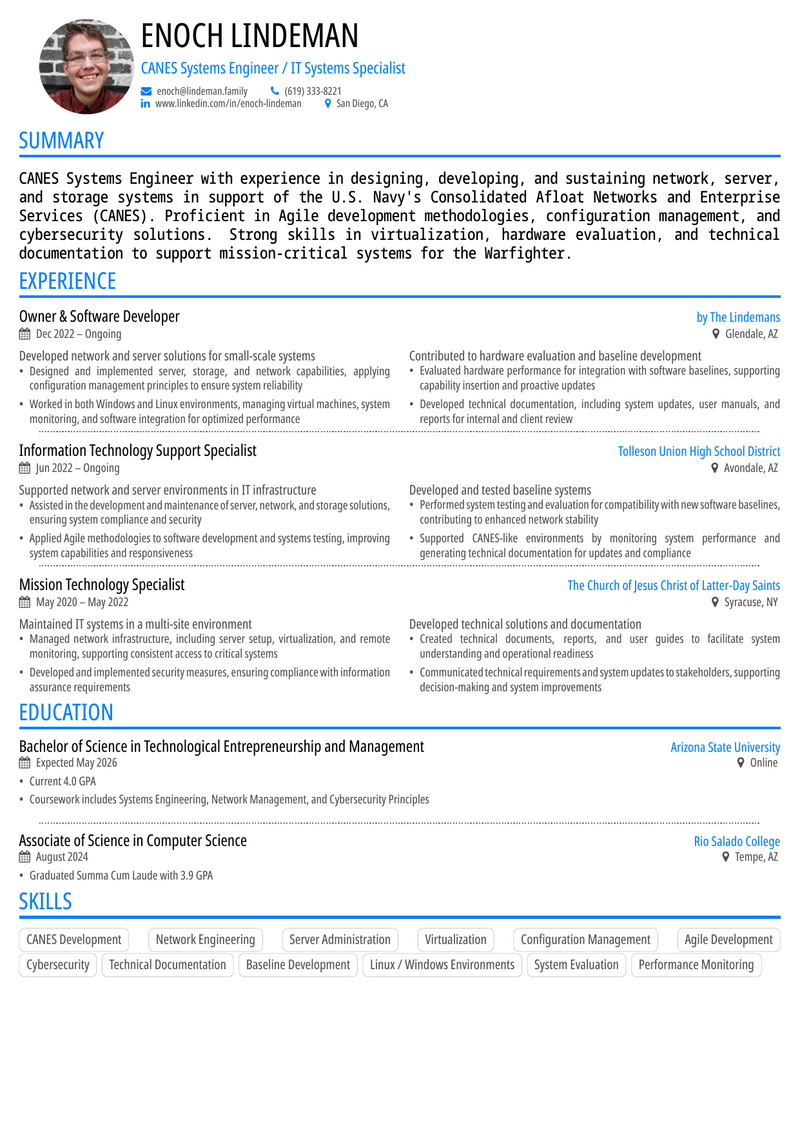 ENOCH LINDEMAN
CANES Systems Engineer / IT Systems Specialist
enoch@lindeman.family (619) 333-8221
www.linkedin.com/in/enoch-lindeman San Diego, CA
SUMMARY
CANES Systems Engineer with experience in designing, developing, and sustaining network, server,
and storage systems in support of the U.S. Navy's Consolidated Afloat Networks and Enterprise
Services (CANES). Proficient in Agile development methodologies, configuration management, and
cybersecurity solutions. Strong skills in virtualization, hardware evaluation, and technical
documentation to support mission-critical systems for the Warfighter.
EXPERIENCE
Owner & Software Developer by The Lindemans
Dec 2022 – Ongoing Glendale, AZ
Developed network and server solutions for small-scale systems
• Designed and implemented server, storage, and network capabilities, applying
configuration management principles to ensure system reliability
• Worked in both Windows and Linux environments, managing virtual machines, system
monitoring, and software integration for optimized performance
Contributed to hardware evaluation and baseline development
• Evaluated hardware performance for integration with software baselines, supporting
capability insertion and proactive updates
• Developed technical documentation, including system updates, user manuals, and
reports for internal and client review
Information Technology Support Specialist Tolleson Union High School District
Jun 2022 – Ongoing Avondale, AZ
Supported network and server environments in IT infrastructure
• Assisted in the development and maintenance of server, network, and storage solutions,
ensuring system compliance and security
• Applied Agile methodologies to software development and systems testing, improving
system capabilities and responsiveness
Developed and tested baseline systems
• Performed system testing and evaluation for compatibility with new software baselines,
contributing to enhanced network stability
• Supported CANES-like environments by monitoring system performance and
generating technical documentation for updates and compliance
Mission Technology Specialist The Church of Jesus Christ of Latter-Day Saints
May 2020 – May 2022 Syracuse, NY
Maintained IT systems in a multi-site environment
• Managed network infrastructure, including server setup, virtualization, and remote
monitoring, supporting consistent access to critical systems
• Developed and implemented security measures, ensuring compliance with information
assurance requirements
Developed technical solutions and documentation
• Created technical documents, reports, and user guides to facilitate system
understanding and operational readiness
• Communicated technical requirements and system updates to stakeholders, supporting
decision-making and system improvements
EDUCATION
Bachelor of Science in Technological Entrepreneurship and Management Arizona State University
Expected May 2026 Online
• Current 4.0 GPA
• Coursework includes Systems Engineering, Network Management, and Cybersecurity Principles
Associate of Science in Computer Science Rio Salado College
August 2024 Tempe, AZ
• Graduated Summa Cum Laude with 3.9 GPA
SKILLS
CANES Development Network Engineering Server Administration Virtualization Configuration Management Agile Development
Cybersecurity Technical Documentation Baseline Development Linux / Windows Environments System Evaluation Performance Monitoring